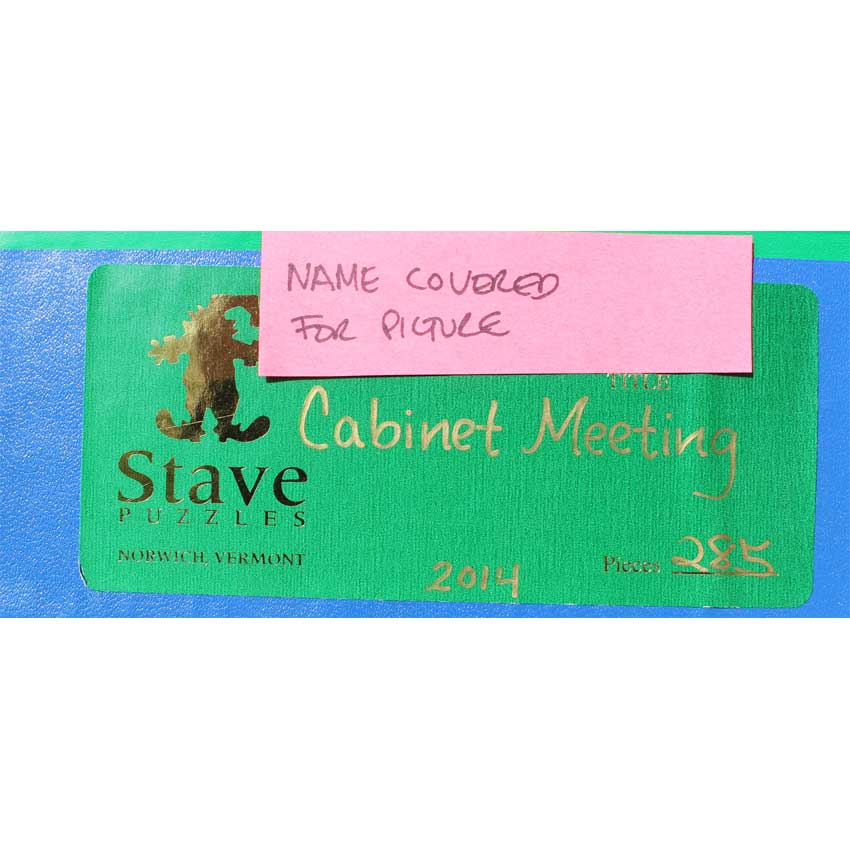 NAME COVERED
FOR PICTURE
TITLE
Cabinet Meeting
Stave
PUZZLES
NORWICH, VERMONT
2014
Pieces 285